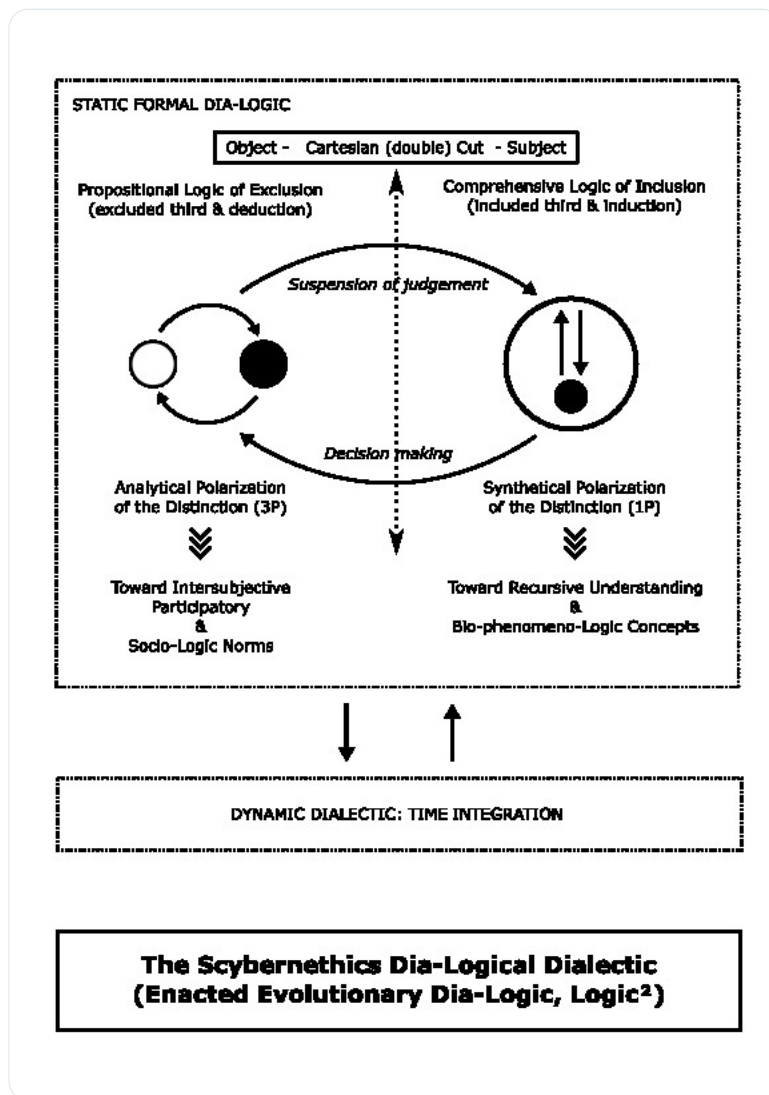 STATIC FORMAL DIA-LOGIC
Object - Cartesian (double) Cut - Subject
Propositional Logic of Exclusion
(excluded third & deduction)
Comprehensive Logic of Inclusion
(included third & induction)
Suspension of judgement
Decision making
Analytical Polarization
of the Distinction (3P)
Synthetical Polarization
of the Distinction (1P)
Toward Intersubjective
Participatory
&
Socio-Logic Norms
Toward Recursive Understanding
&
Bio-phenomeno-Logic Concepts
DYNAMIC DIALECTIC: TIME INTEGRATION
The Scybernethics Dia-Logical Dialectic
(Enacted Evolutionary Dia-Logic, Logic²)